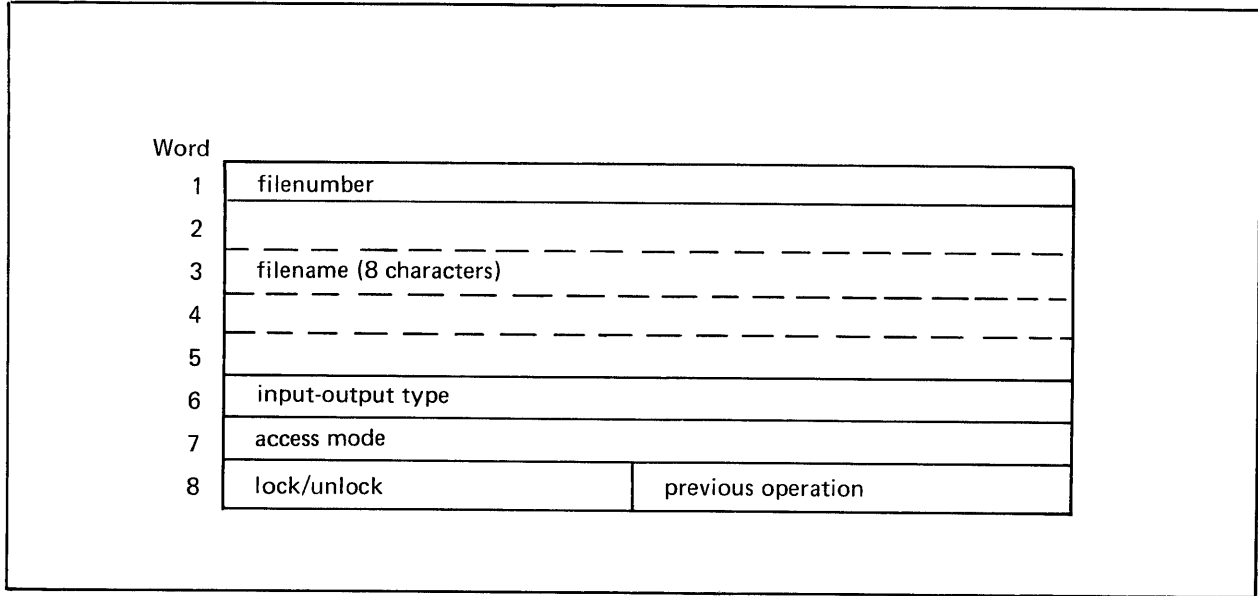 Word
1 filenumber
2
3 filename (8 characters)
4
5
6 input-output type
7 access mode
8 lock/unlock previous operation